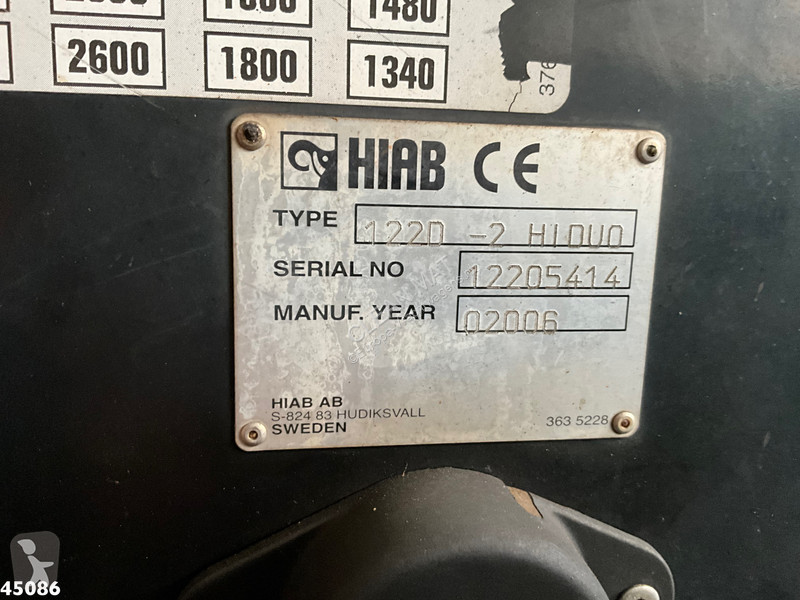 1480
2600 1800 1340
376
HIAB CE
TYPE 122D -2 HIDUO
SERIAL NO 12205414
MANUF. YEAR 02006
HIAB AB
S-824 83 HUDIKSVALL
SWEDEN
363 5228
45086